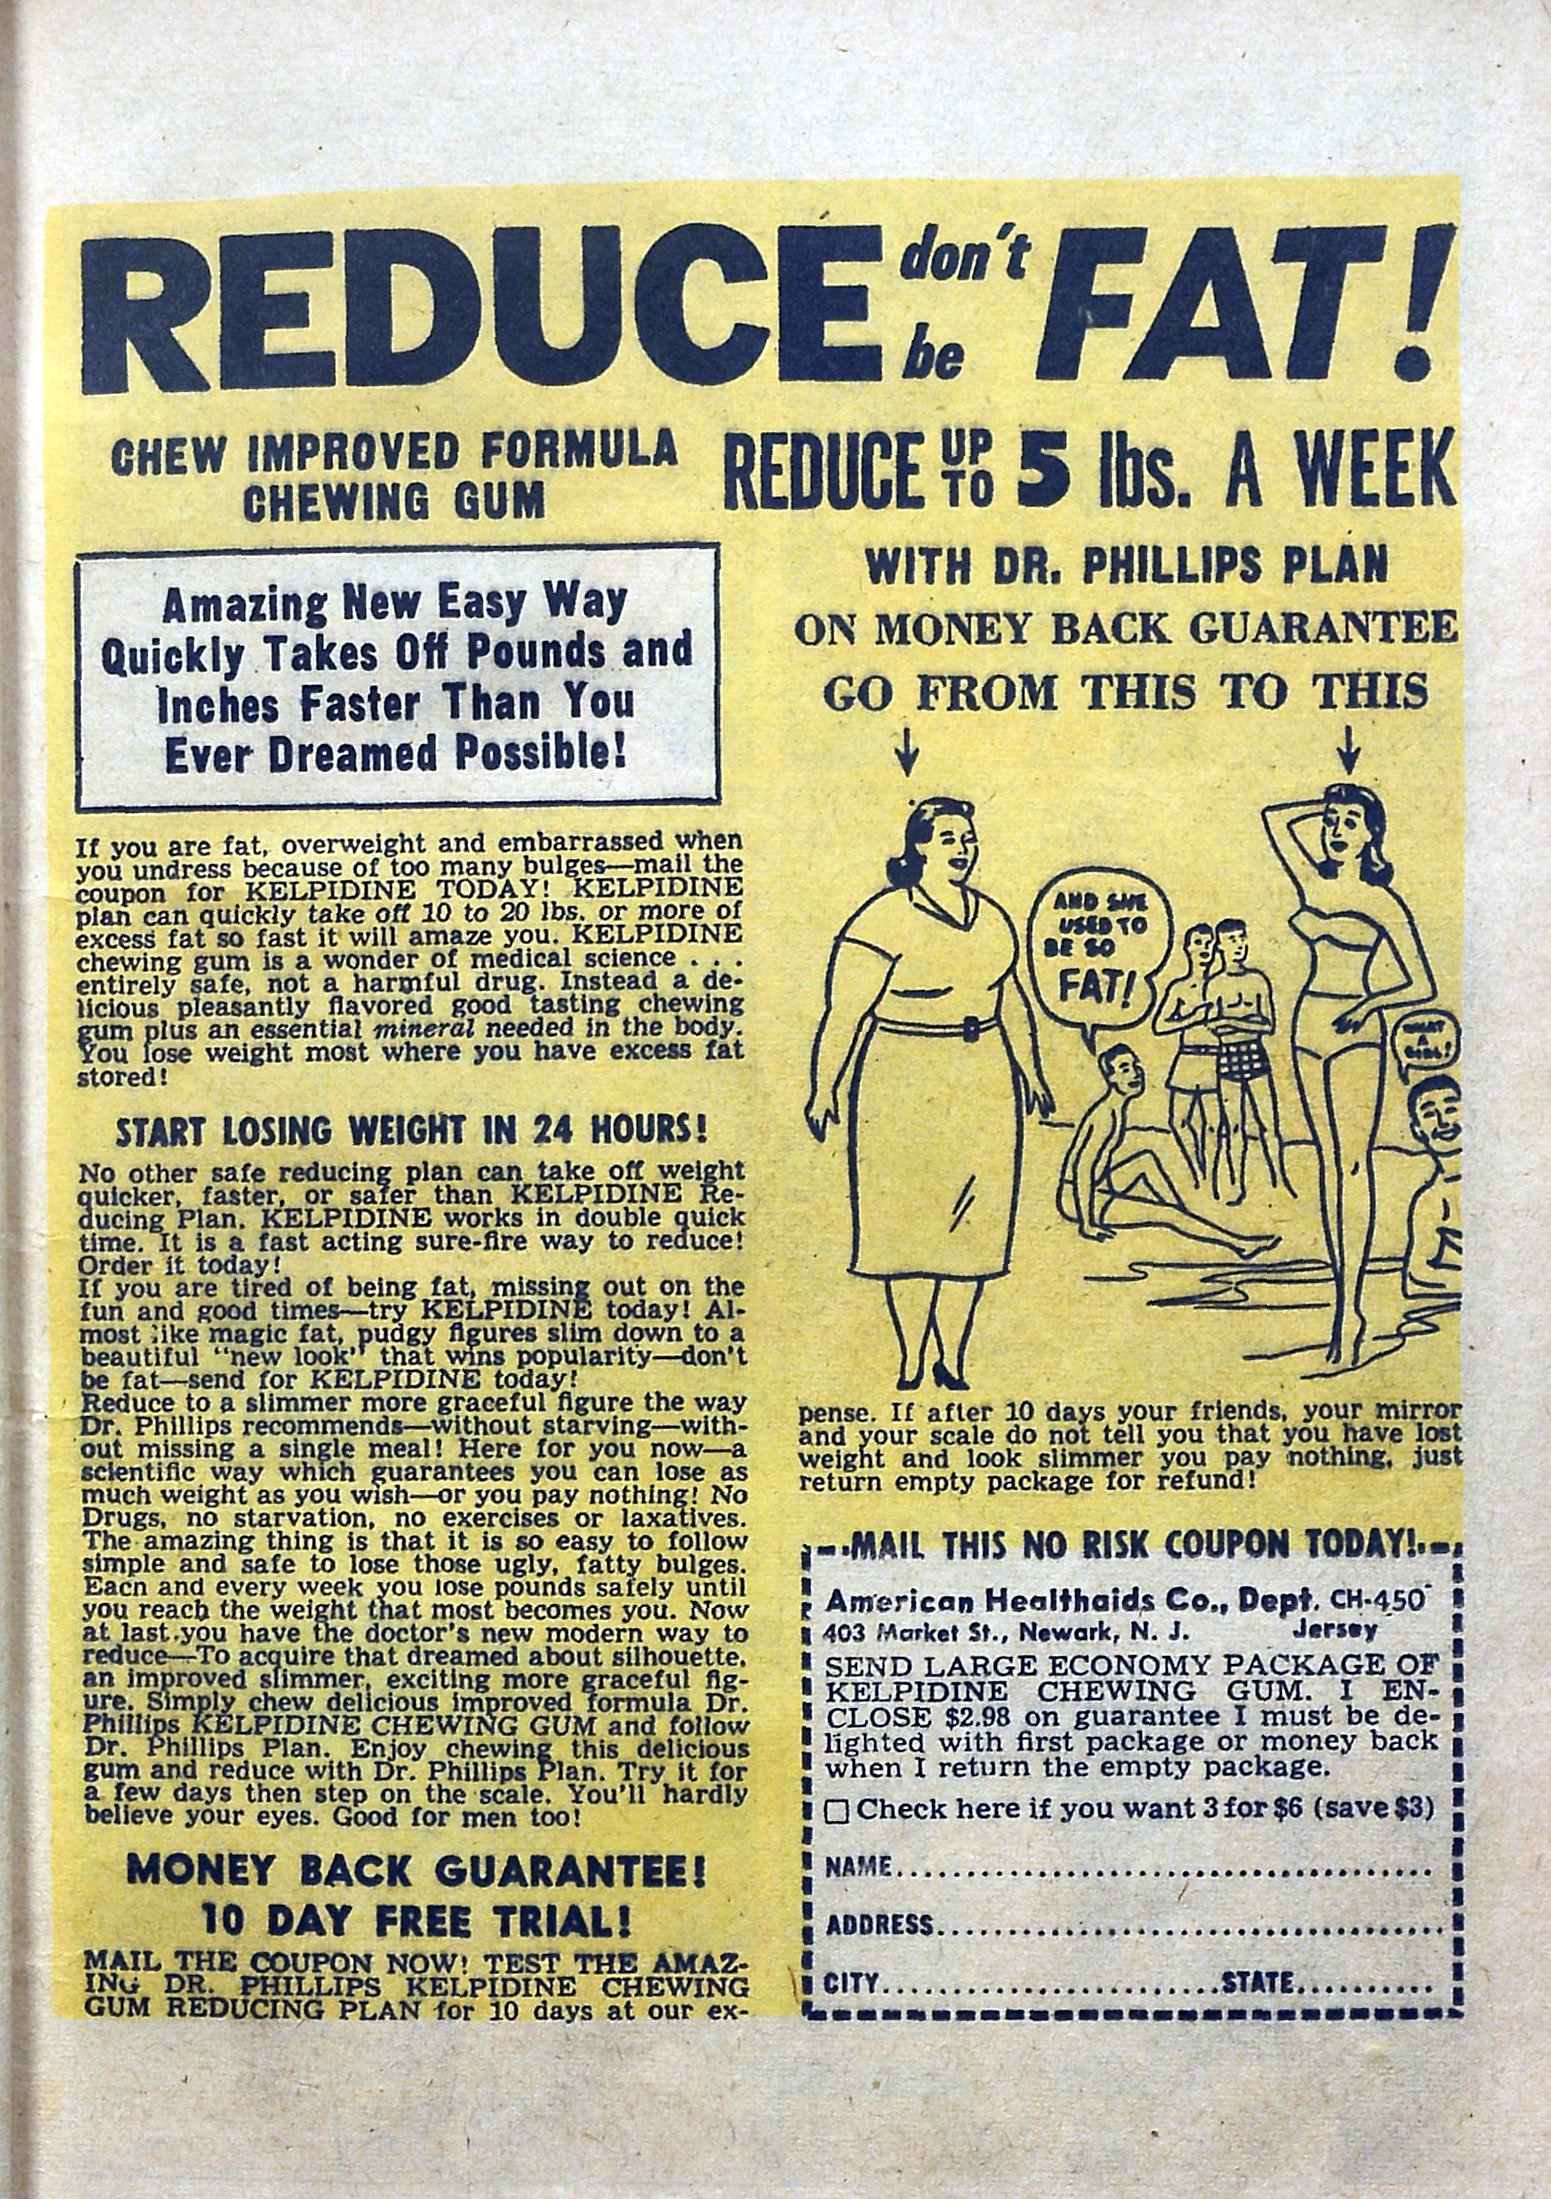 REDUCE don't be FAT!
CHEW IMPROVED FORMULA
CHEWING GUM
Amazing New Easy Way
Quickly Takes Off Pounds and
Inches Faster Than You
Ever Dreamed Possible!
If you are fat, overweight and embarrassed when
you undress because of too many bulges—mail the
coupon for KELPIDINE TODAY! KELPIDINE
plan can quickly take off 10 to 20 lbs. or more of
excess fat so fast it will amaze you. KELPIDINE
chewing gum is a wonder of medical science . . .
entirely safe, not a harmful drug. Instead a de-
licious pleasantly flavored good tasting chewing
gum plus an essential mineral needed in the body.
You lose weight most where you have excess fat
stored!
START LOSING WEIGHT IN 24 HOURS!
No other safe reducing plan can take off weight
quicker, faster, or safer than KELPIDINE Re-
ducing Plan. KELPIDINE works in double quick
time. It is a fast acting sure-fire way to reduce!
Order it today!
If you are tired of being fat, missing out on the
fun and good times—try KELPIDINE today! Al-
most like magic fat, pudgy figures slim down to a
beautiful "new look" that wins popularity—don't
be fat—send for KELPIDINE today!
Reduce to a slimmer more graceful figure the way
Dr. Phillips recommends—without starving—with-
out missing a single meal! Here for you now—a
scientific way which guarantees you can lose as
much weight as you wish—or you pay nothing! No
Drugs, no starvation, no exercises or laxatives.
The amazing thing is that it is so easy to follow
simple and safe to lose those ugly, fatty bulges.
Each and every week you lose pounds safely until
you reach the weight that most becomes you. Now
at last you have the doctor's new modern way to
reduce—To acquire that dreamed about silhouette,
an improved slimmer, exciting more graceful fig-
ure. Simply chew delicious improved formula Dr.
Phillips KELPIDINE CHEWING GUM and follow
Dr. Phillips Plan. Enjoy chewing this delicious
gum and reduce with Dr. Phillips Plan. Try it for
a few days then step on the scale. You'll hardly
believe your eyes. Good for men too!
MONEY BACK GUARANTEE!
10 DAY FREE TRIAL!
MAIL THE COUPON NOW! TEST THE AMAZ-
ING DR. PHILLIPS KELPIDINE CHEWING
GUM REDUCING PLAN for 10 days at our ex-
REDUCE UP TO 5 lbs. A WEEK
WITH DR. PHILLIPS PLAN
ON MONEY BACK GUARANTEE
GO FROM THIS TO THIS
AND SHE
USED TO
BE SO
FAT!
WHAT
A
GIRL!
pense. If after 10 days your friends, your mirror
and your scale do not tell you that you have lost
weight and look slimmer you pay nothing, just
return empty package for refund!
MAIL THIS NO RISK COUPON TODAY!
American Healthaids Co., Dept. CH-450
403 Market St., Newark, N. J. Jersey
SEND LARGE ECONOMY PACKAGE OF
KELPIDINE CHEWING GUM. I EN-
CLOSE $2.98 on guarantee I must be de-
lighted with first package or money back
when I return the empty package.
☐ Check here if you want 3 for $6 (save $3)
NAME.......................................
ADDRESS....................................
CITY........................STATE..........